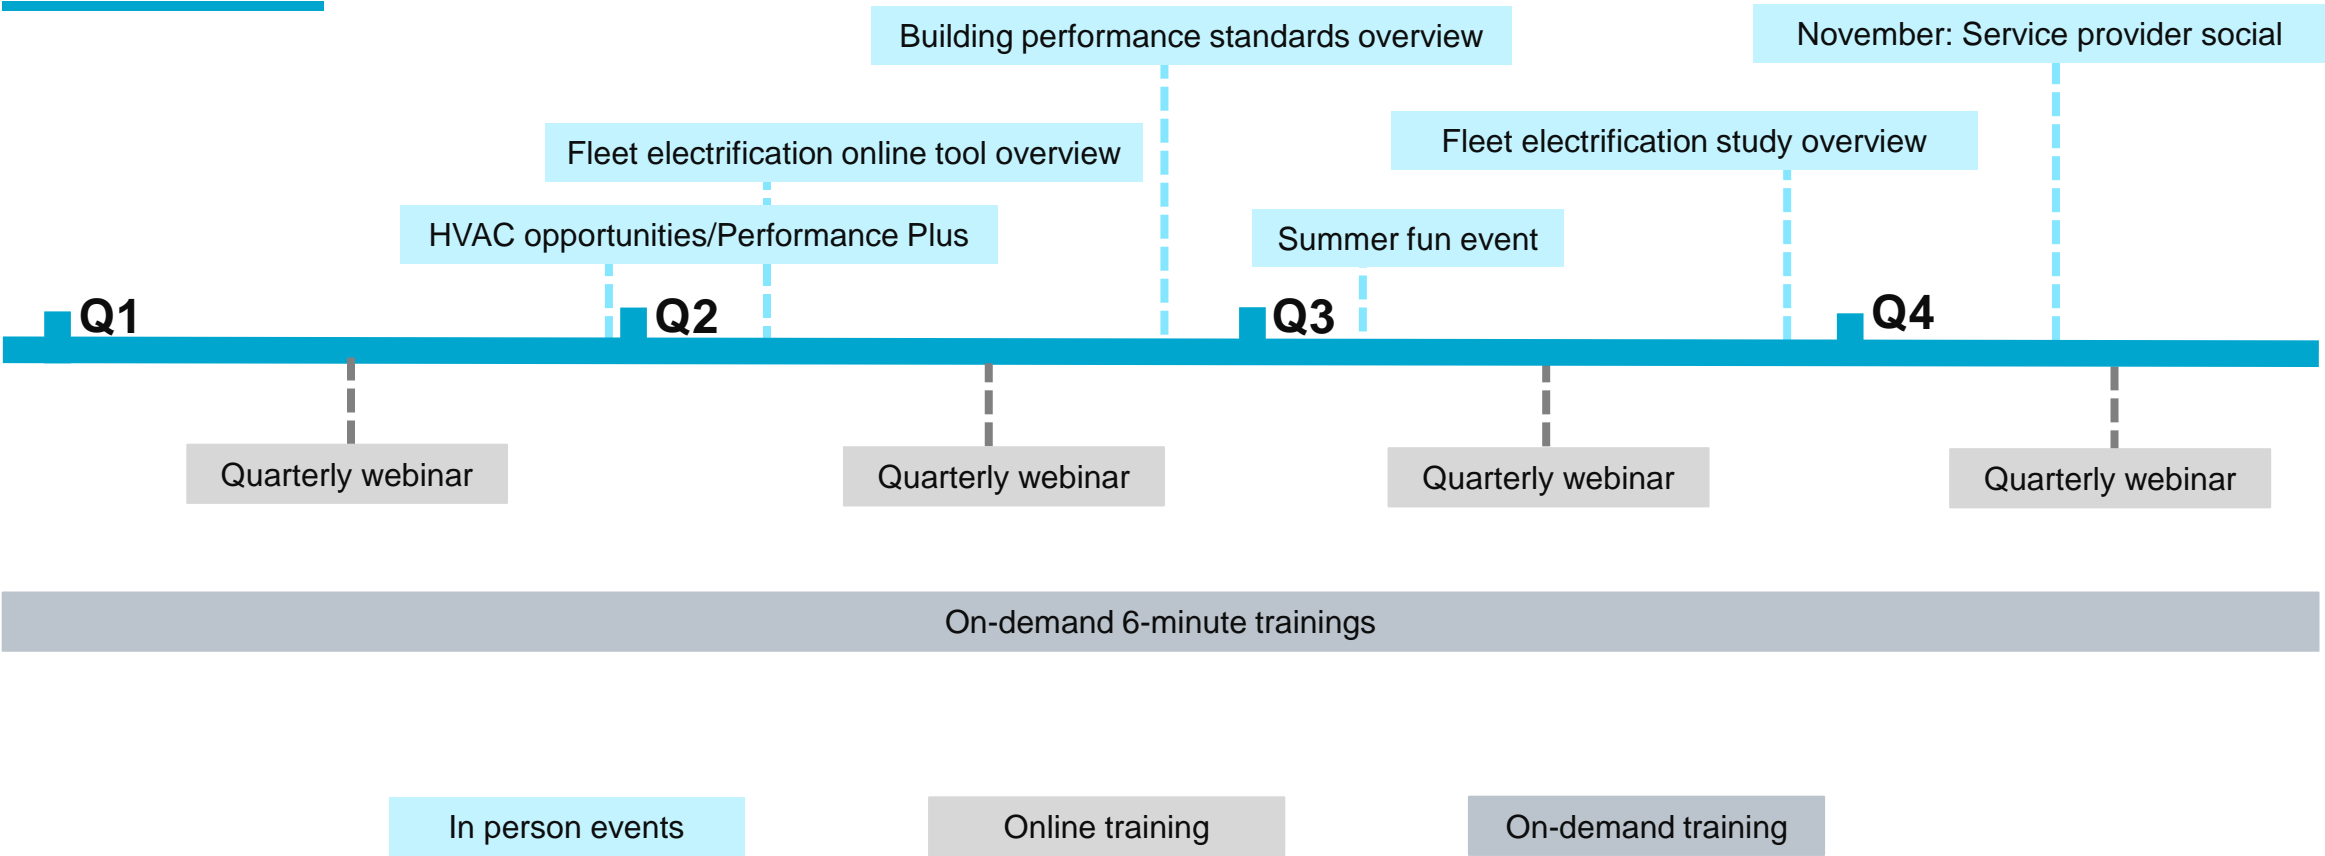 Building performance standards overview
November: Service provider social
Fleet electrification online tool overview
Fleet electrification study overview
HVAC opportunities/Performance Plus
Summer fun event
Q1
Q2
Q3
Q4
Quarterly webinar
Quarterly webinar
Quarterly webinar
Quarterly webinar
On-demand 6-minute trainings
In person events
Online training
On-demand training